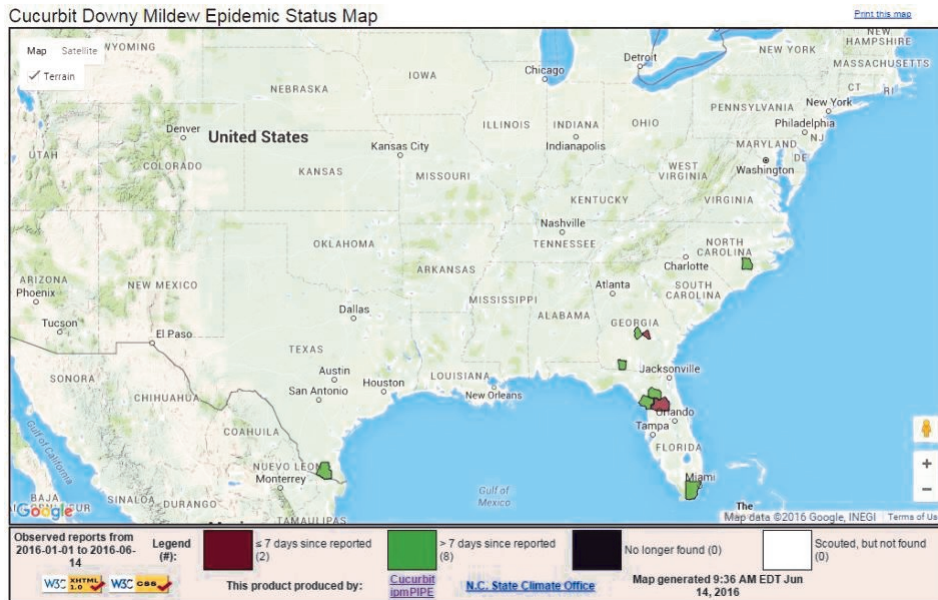 Cucurbit Downy Mildew Epidemic Status Map
Print this map
Map Satellite
Terrain
WYOMING
NEBRASKA
IOWA
Chicago
Detroit
NEW YORK
NEW HAMPSHIRE
MASSACHUSETTS
CT RI
PENNSYLVANIA
New York
Philadelphia
NJ
MARYLAND
DE
Washington
OHIO
INDIANA
Indianapolis
ILLINOIS
Denver
United States
UTAH
COLORADO
KANSAS
Kansas City
MISSOURI
WEST VIRGINIA
VIRGINIA
KENTUCKY
Nashville
TENNESSEE
NORTH CAROLINA
Charlotte
SOUTH CAROLINA
Atlanta
OKLAHOMA
ARKANSAS
MISSISSIPPI
ALABAMA
GEORGIA
ARIZONA
Phoenix
Tucson
NEW MEXICO
El Paso
Dallas
TEXAS
Austin
San Antonio
Houston
LOUISIANA
New Orleans
Jacksonville
Orlando
Tampa
FLORIDA
Miami
SONORA
CHIHUAHUA
COAHUILA
NUEVO LEON
Monterrey
Gulf of California
BAJA
SUR
SINALOA
DURANGO
TAMAULIPAS
Gulf of Mexico
The
Google
Map data ©2016 Google, INEGI Terms of Use
Observed reports from 2016-01-01 to 2016-06-14
Legend (#):
≤ 7 days since reported (2)
> 7 days since reported (8)
No longer found (0)
Scouted, but not found (0)
W3C XHTML 1.0 W3C CSS
This product produced by:
Cucurbit ipmPIPE
N.C. State Climate Office
Map generated 9:36 AM EDT Jun 14, 2016